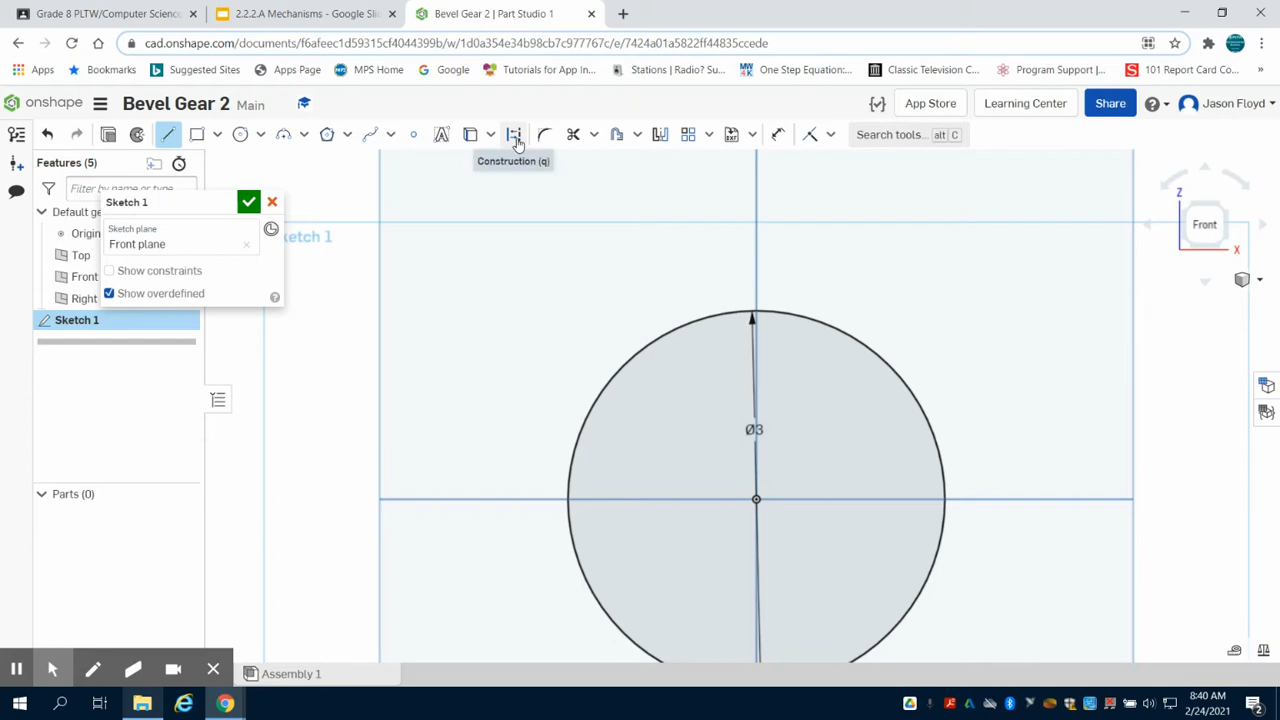 Grade 8 PLTW/Computer Science
2.2.2.A Mechanisms - Google Slid
Bevel Gear 2 | Part Studio 1
cad.onshape.com/documents/f6afeec1d59315cf4044399b/w/1d0a354e34b98cb7c977767c/e/7424a01a5822ff44835ccede
Apps
Bookmarks
Suggested Sites
Apps Page
MPS Home
Google
Tutorials for App In...
Stations | Radio? Su...
One Step Equation:...
Classic Television C...
Program Support |...
101 Report Card Co...
»
onshape
Bevel Gear 2 Main
App Store
Learning Center
Share
Jason Floyd
Search tools... alt C
Construction (q)
Features (5)
Filter by name or type...
Default ge
Origin
Top
Front
Right
Sketch 1
Sketch 1
Sketch plane
Front plane
Show constraints
Show overdefined
ketch 1
Ø3
Z
Front
X
Parts (0)
Assembly 1
8:40 AM
2/24/2021
2